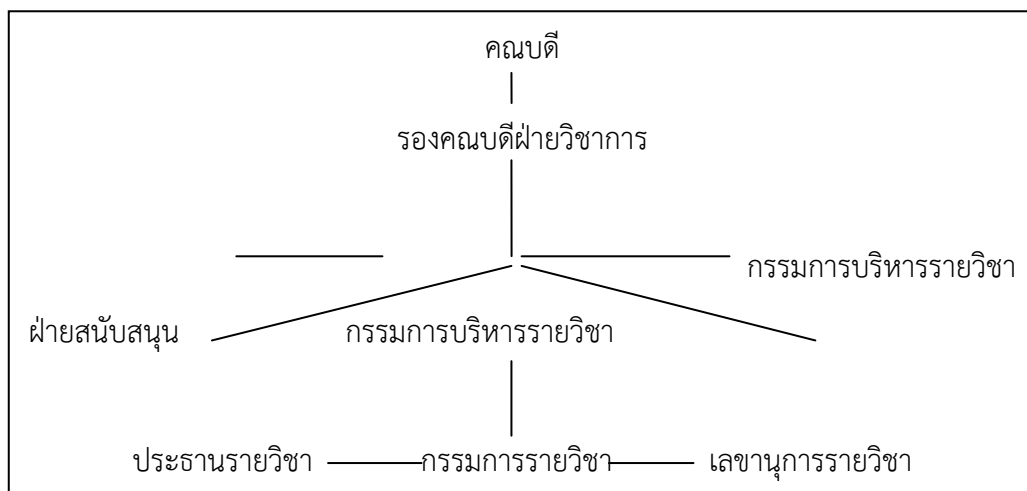 คณบดี
รองคณบดีฝ่ายวิชาการ
กรรมการบริหารรายวิชา
ฝ่ายสนับสนุน กรรมการบริหารรายวิชา
ประธานรายวิชา กรรมการรายวิชา เลขานุการรายวิชา